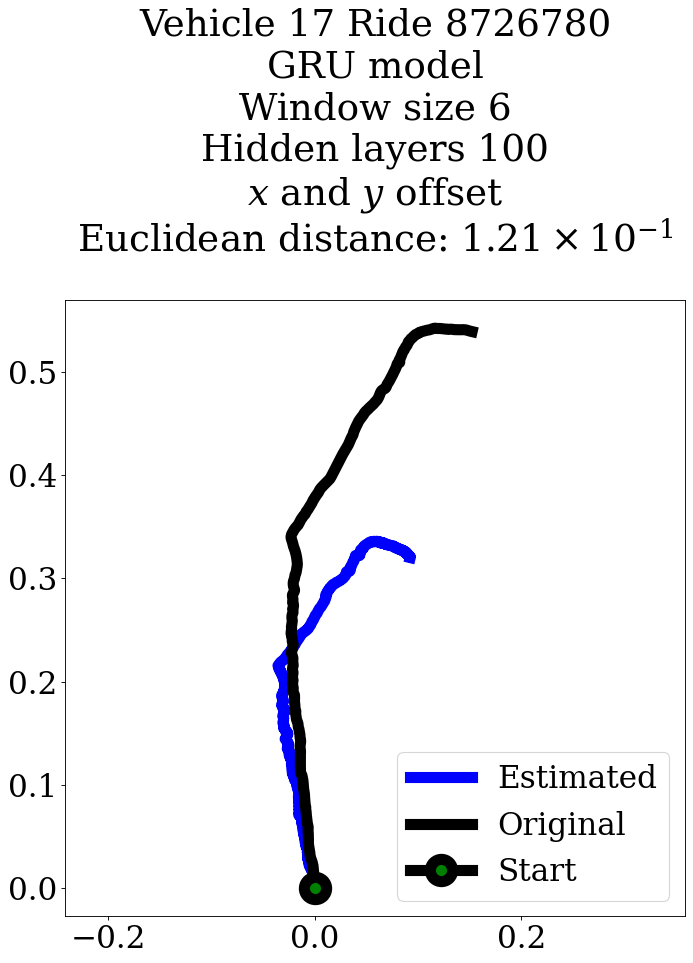 Vehicle 17 Ride 8726780
GRU model
Window size 6
Hidden layers 100
x and y offset
Euclidean distance: 1.21 × 10⁻¹
0.5
0.4
0.3
0.2
0.1
0.0
Estimated
Original
Start
−0.2 0.0 0.2